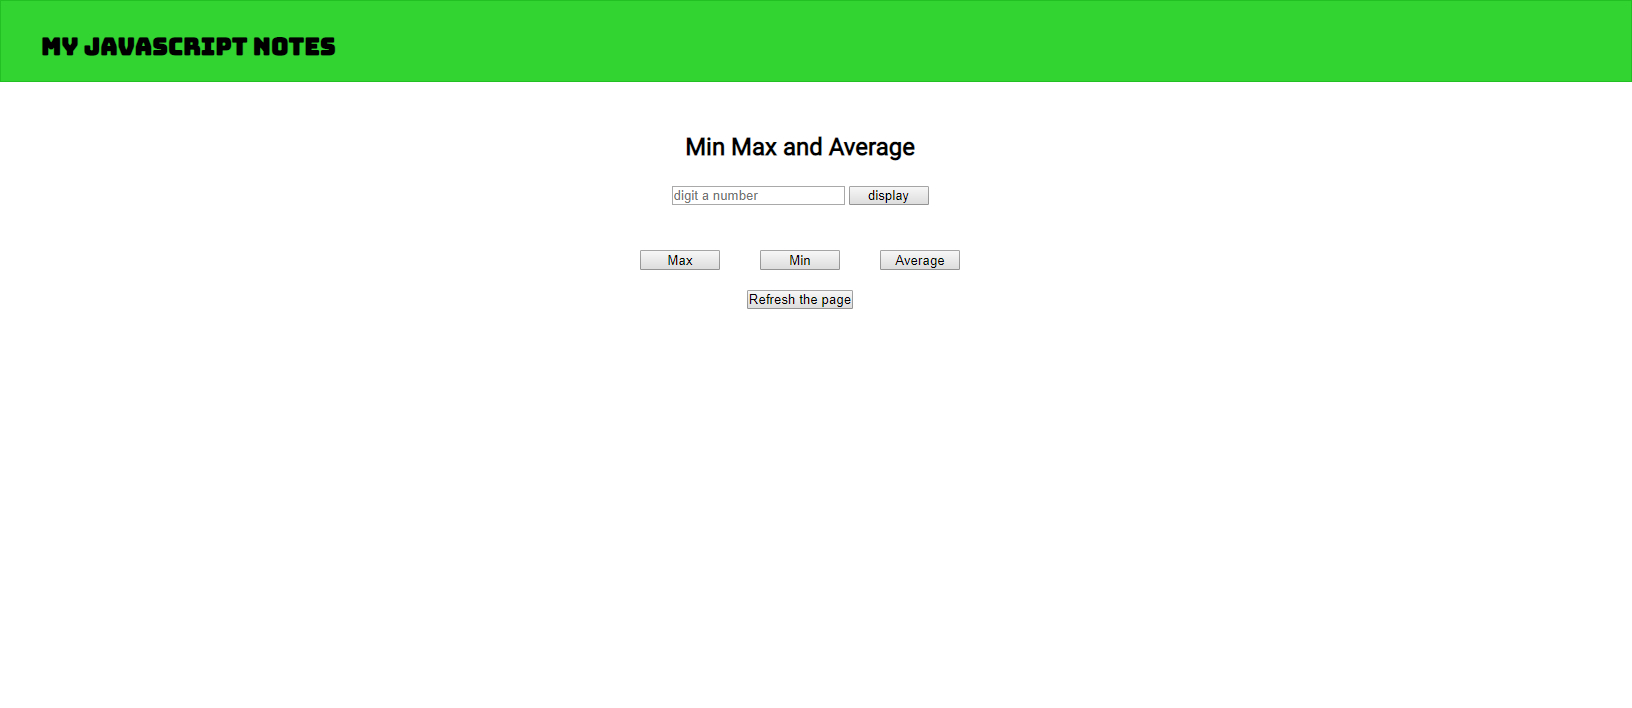 MY JAVASCRIPT NOTES
Min Max and Average
digit a number display
Max Min Average
Refresh the page